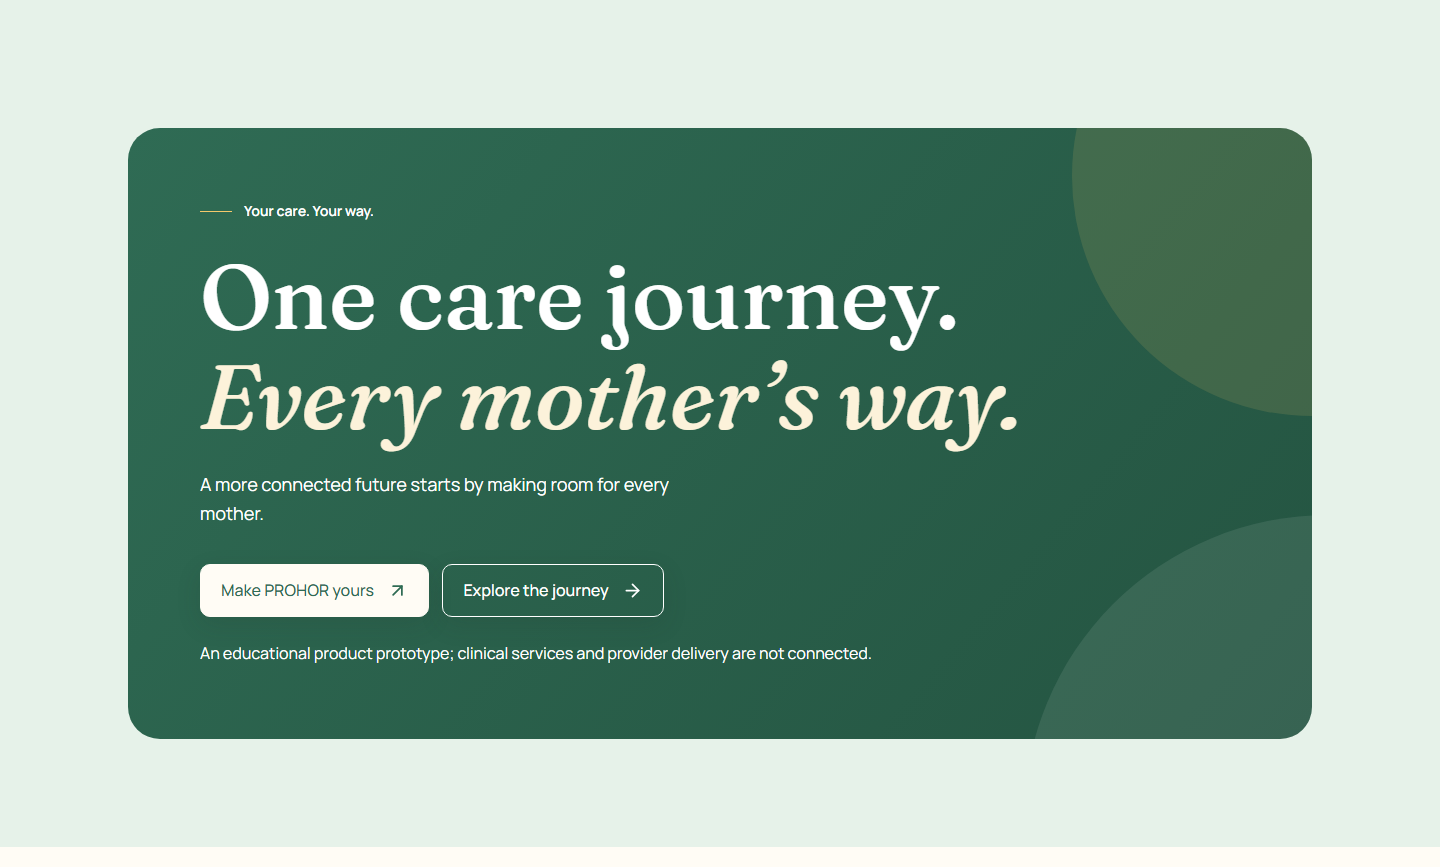 Your care. Your way.
One care journey.
Every mother’s way.
A more connected future starts by making room for every
mother.
Make PROHOR yours
Explore the journey
An educational product prototype; clinical services and provider delivery are not connected.